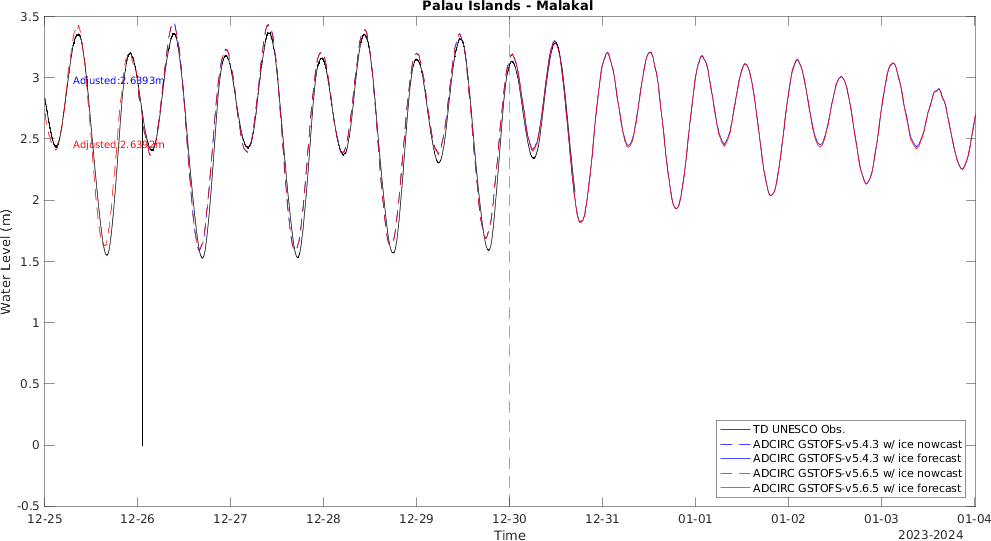 Palau Islands - Malakal
3.5
3
2.5
2
1.5
1
0.5
0
-0.5
Water Level (m)
Adjusted:2.6393m
Adjusted:2.6392m
TD UNESCO Obs.
ADCIRC GSTOFS-v5.4.3 w/ ice nowcast
ADCIRC GSTOFS-v5.4.3 w/ ice forecast
ADCIRC GSTOFS-v5.6.5 w/ ice nowcast
ADCIRC GSTOFS-v5.6.5 w/ ice forecast
12-25 12-26 12-27 12-28 12-29 12-30 12-31 01-01 01-02 01-03 01-04
Time
2023-2024